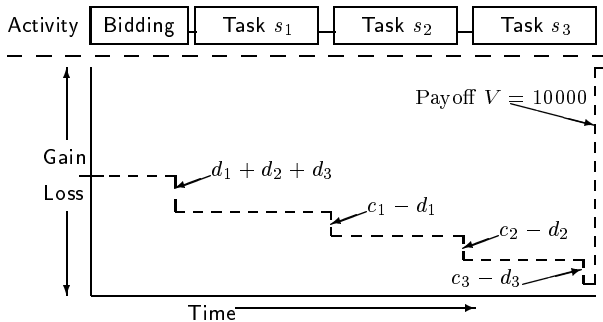 Activity Bidding Task s₁ Task s₂ Task s₃
Payoff V = 10000
Gain
Loss
d₁ + d₂ + d₃
c₁ − d₁
c₂ − d₂
c₃ − d₃
Time